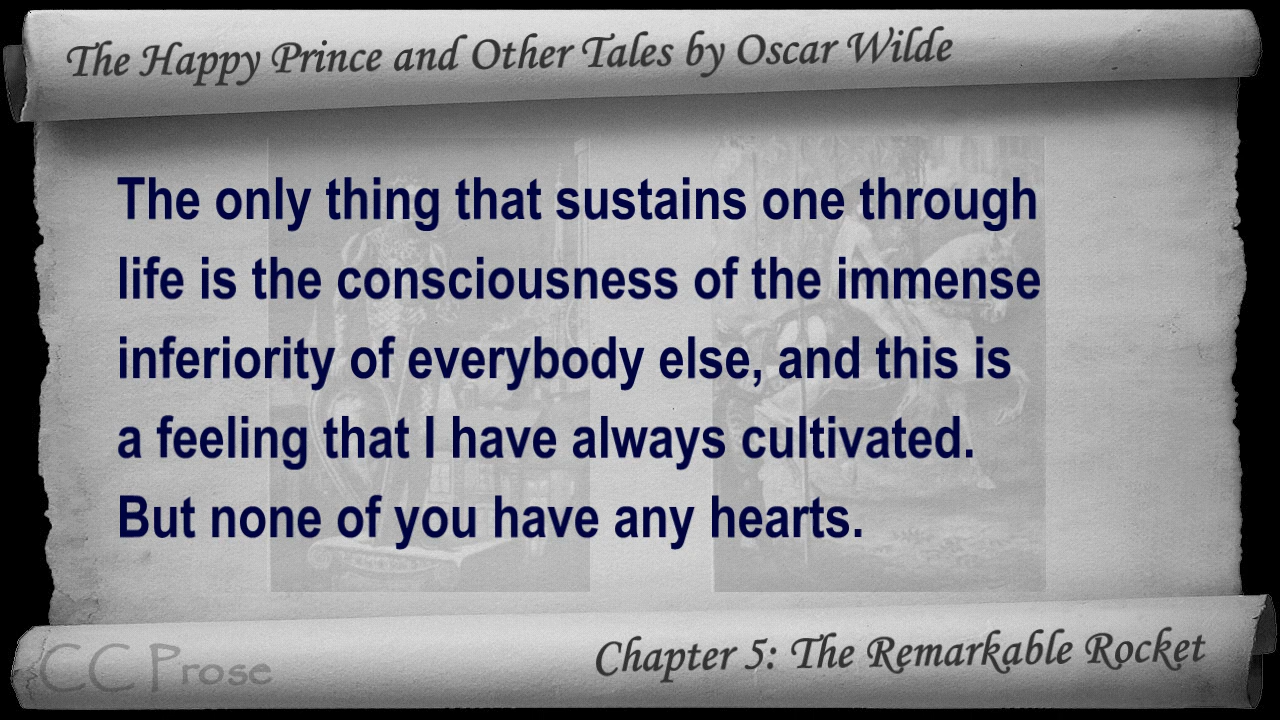 The Happy Prince and Other Tales by Oscar Wilde
The only thing that sustains one through
life is the consciousness of the immense
inferiority of everybody else, and this is
a feeling that I have always cultivated.
But none of you have any hearts.
Chapter 5: The Remarkable Rocket
CC Prose